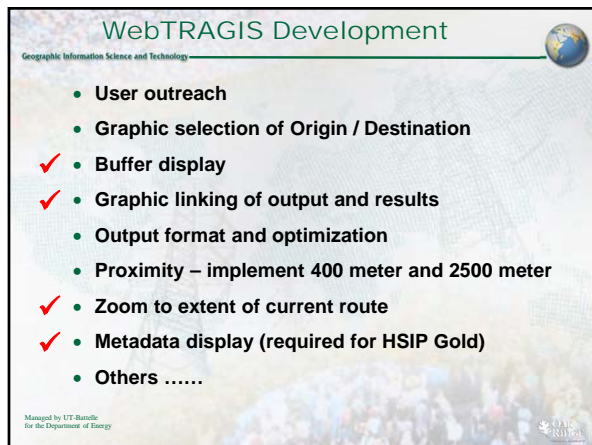 WebTRAGIS Development
Geographic Information Science and Technology
• User outreach
• Graphic selection of Origin / Destination
✓ • Buffer display
✓ • Graphic linking of output and results
• Output format and optimization
• Proximity – implement 400 meter and 2500 meter
✓ • Zoom to extent of current route
✓ • Metadata display (required for HSIP Gold)
• Others ……
Managed by UT-Battelle
for the Department of Energy
OAK
RIDGE